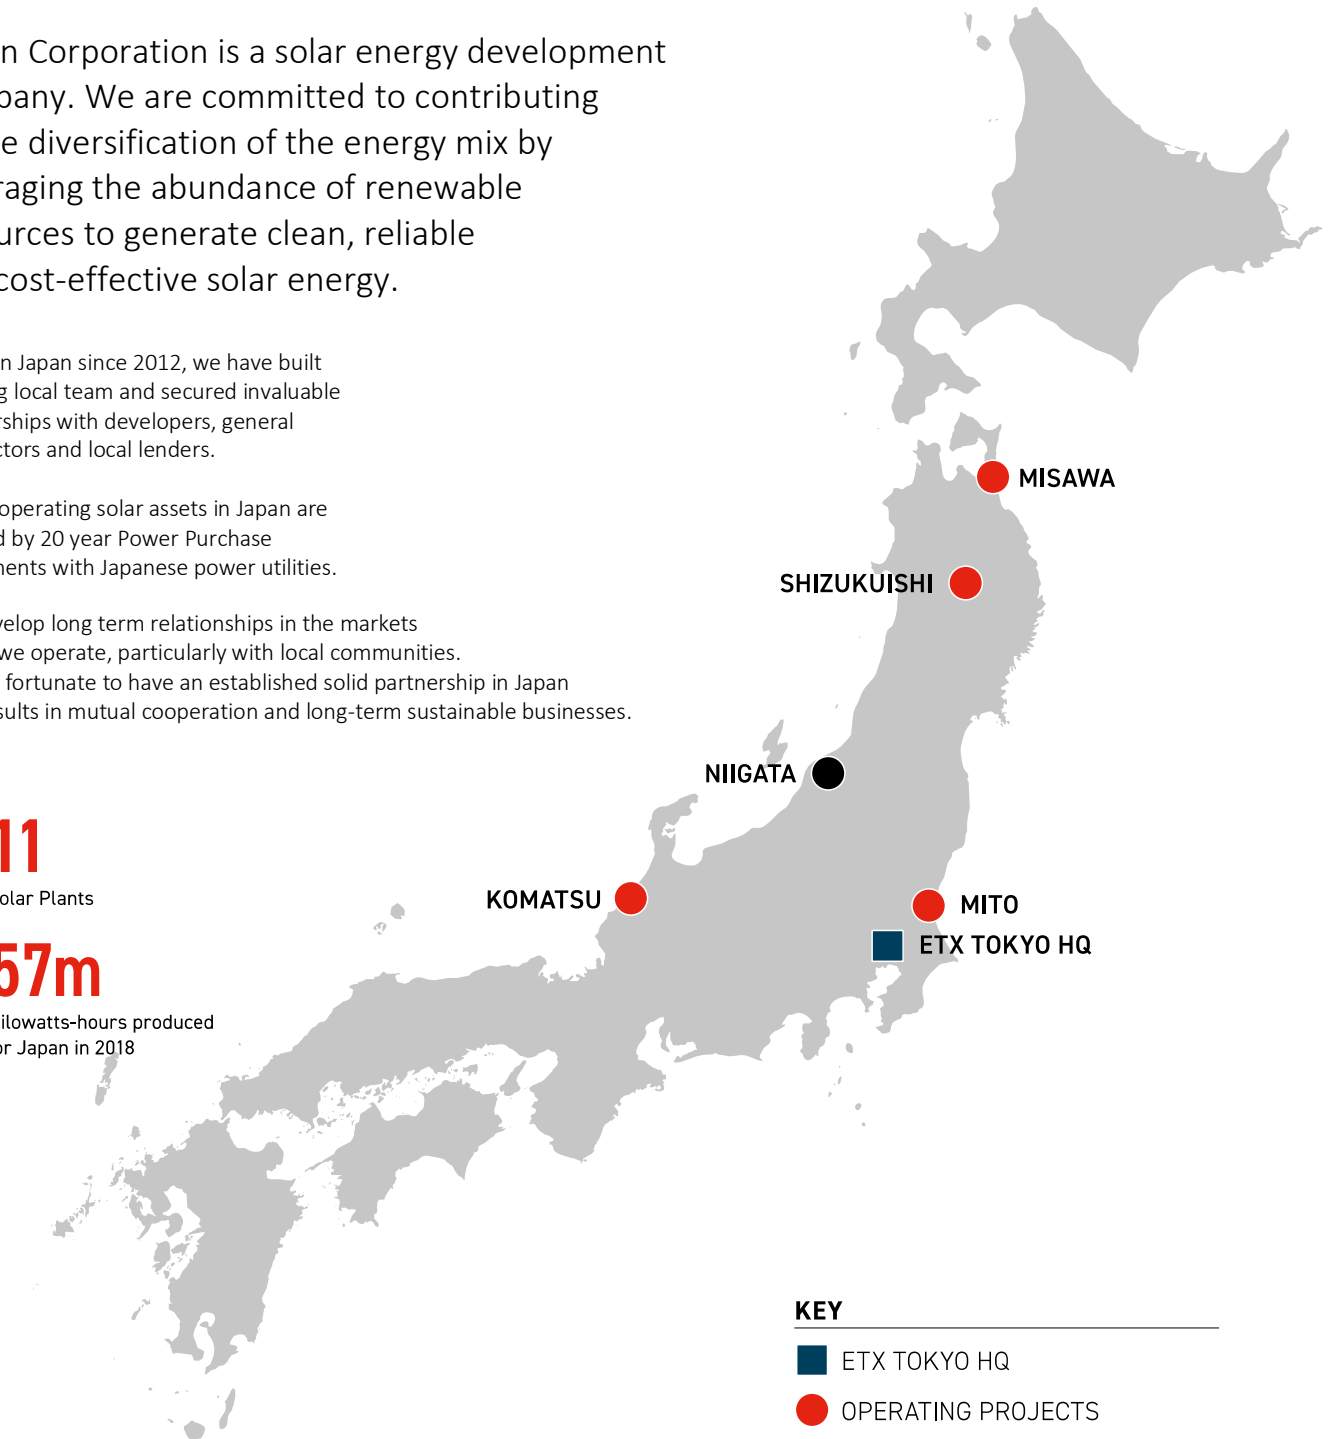 n Corporation is a solar energy development
pany. We are committed to contributing
e diversification of the energy mix by
raging the abundance of renewable
urces to generate clean, reliable
cost-effective solar energy.
n Japan since 2012, we have built
g local team and secured invaluable
rships with developers, general
ctors and local lenders.
operating solar assets in Japan are
d by 20 year Power Purchase
ments with Japanese power utilities.
velop long term relationships in the markets
we operate, particularly with local communities.
fortunate to have an established solid partnership in Japan
sults in mutual cooperation and long-term sustainable businesses.
11
olar Plants
57m
ilowatts-hours produced
or Japan in 2018
MISAWA
SHIZUKUISHI
NIIGATA
KOMATSU
MITO
ETX TOKYO HQ
KEY
ETX TOKYO HQ
OPERATING PROJECTS